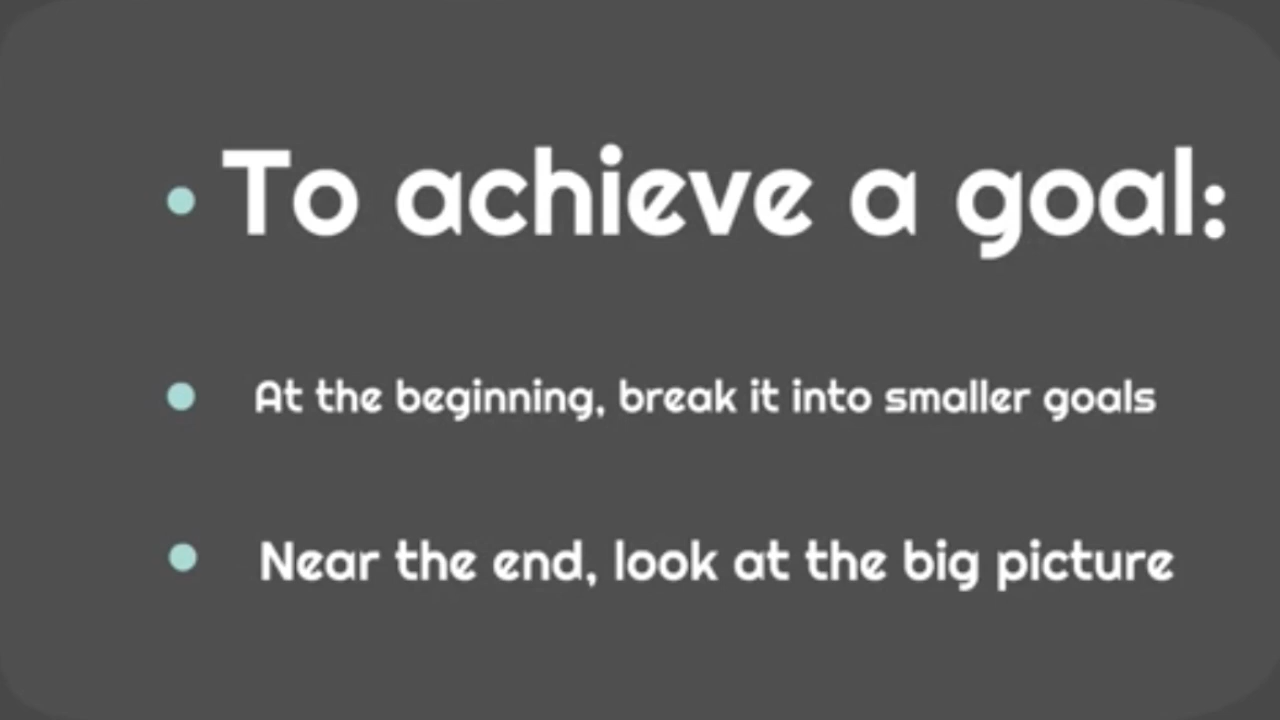 To achieve a goal:
At the beginning, break it into smaller goals
Near the end, look at the big picture